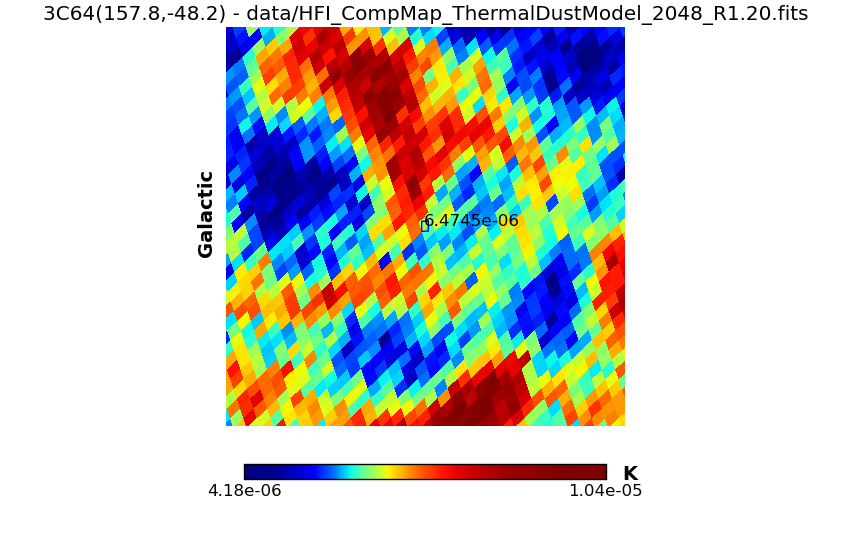 3C64(157.8,-48.2) - data/HFI_CompMap_ThermalDustModel_2048_R1.20.fits
Galactic
6.4745e-06
K
4.18e-06
1.04e-05